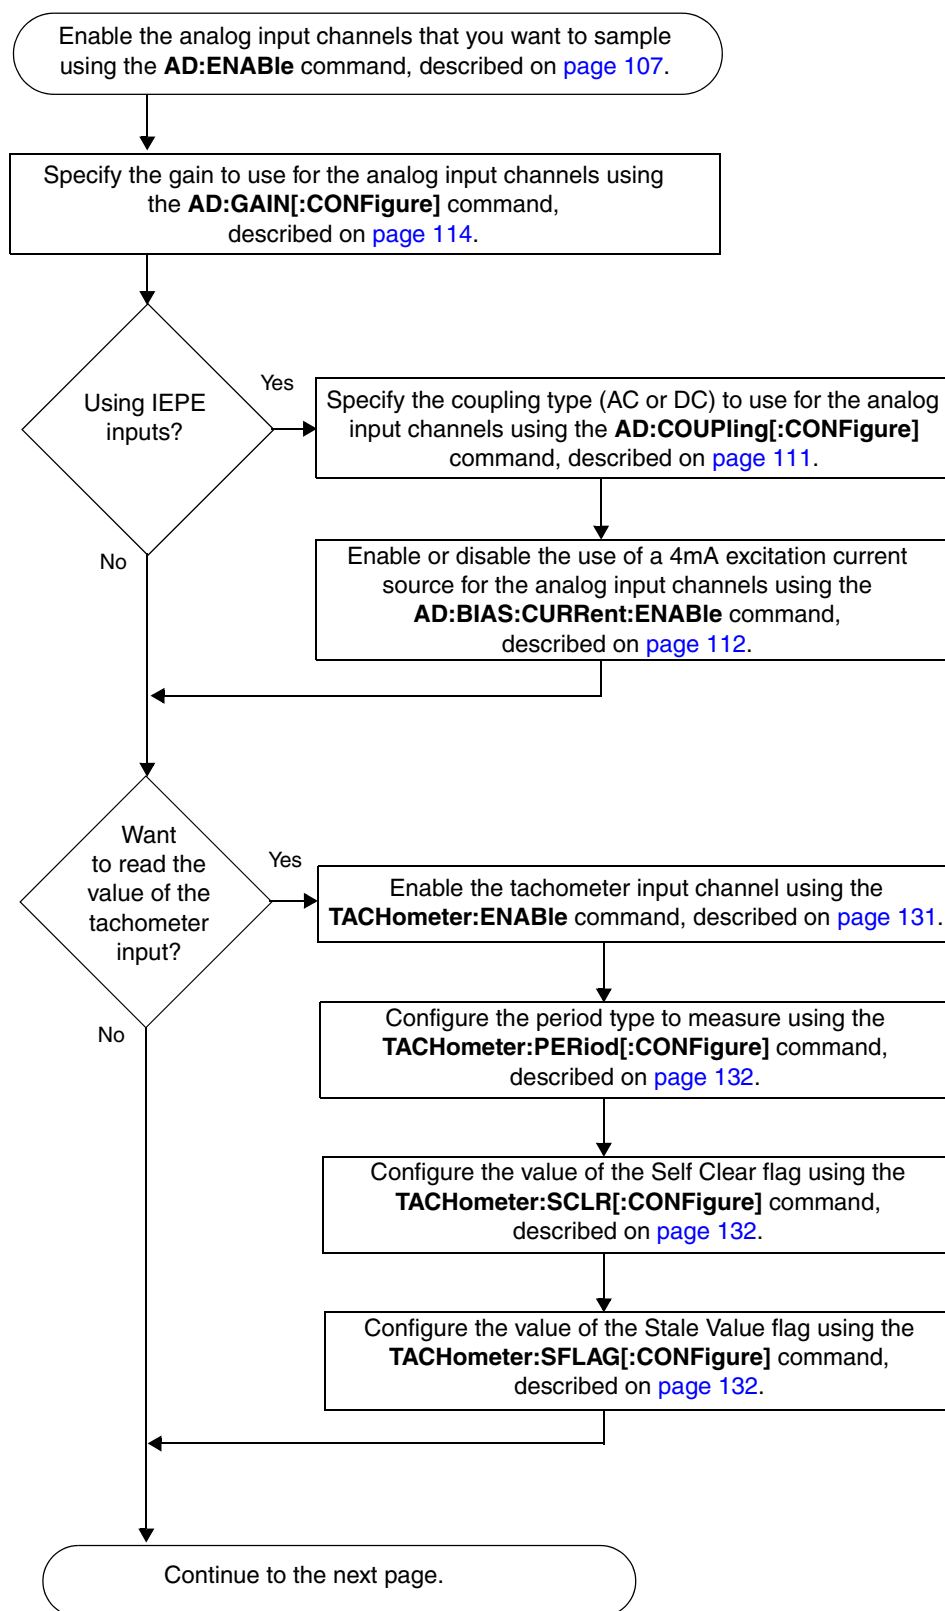 Enable the analog input channels that you want to sample
using the AD:ENABle command, described on page 107.
Specify the gain to use for the analog input channels using
the AD:GAIN[:CONFigure] command,
described on page 114.
Using IEPE
inputs?
Yes
Specify the coupling type (AC or DC) to use for the analog
input channels using the AD:COUPling[:CONFigure]
command, described on page 111.
No
Enable or disable the use of a 4mA excitation current
source for the analog input channels using the
AD:BIAS:CURRent:ENABle command,
described on page 112.
Want
to read the
value of the
tachometer
input?
Yes
Enable the tachometer input channel using the
TACHometer:ENABle command, described on page 131.
No
Configure the period type to measure using the
TACHometer:PERiod[:CONFigure] command,
described on page 132.
Configure the value of the Self Clear flag using the
TACHometer:SCLR[:CONFigure] command,
described on page 132.
Configure the value of the Stale Value flag using the
TACHometer:SFLAG[:CONFigure] command,
described on page 132.
Continue to the next page.